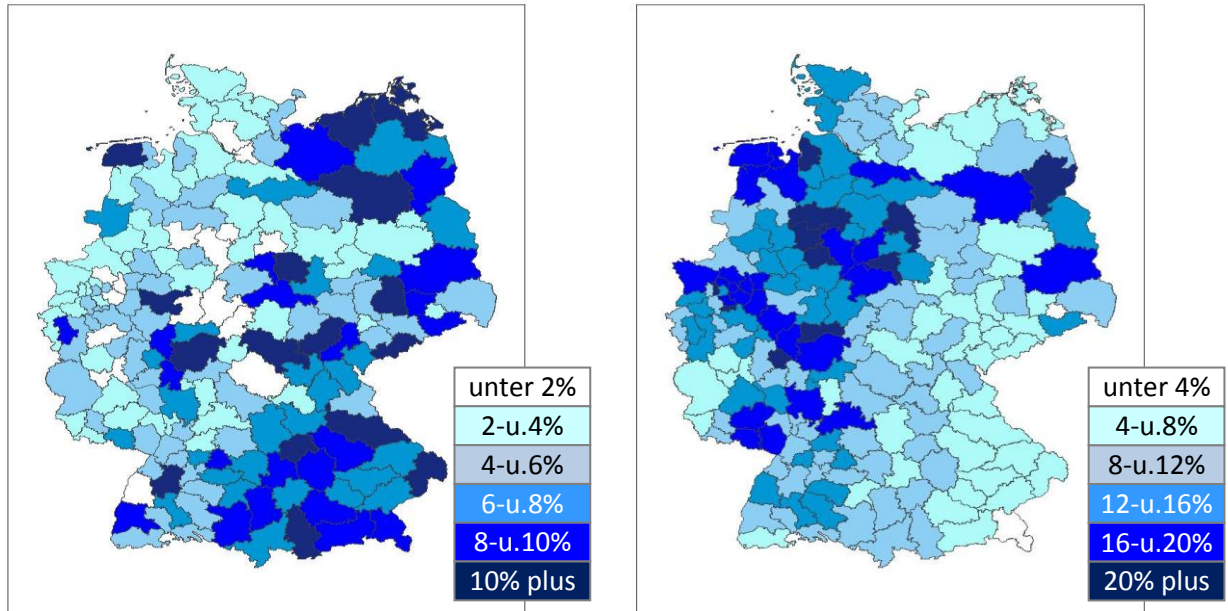 unter 2%
2-u.4%
4-u.6%
6-u.8%
8-u.10%
10% plus
unter 4%
4-u.8%
8-u.12%
12-u.16%
16-u.20%
20% plus